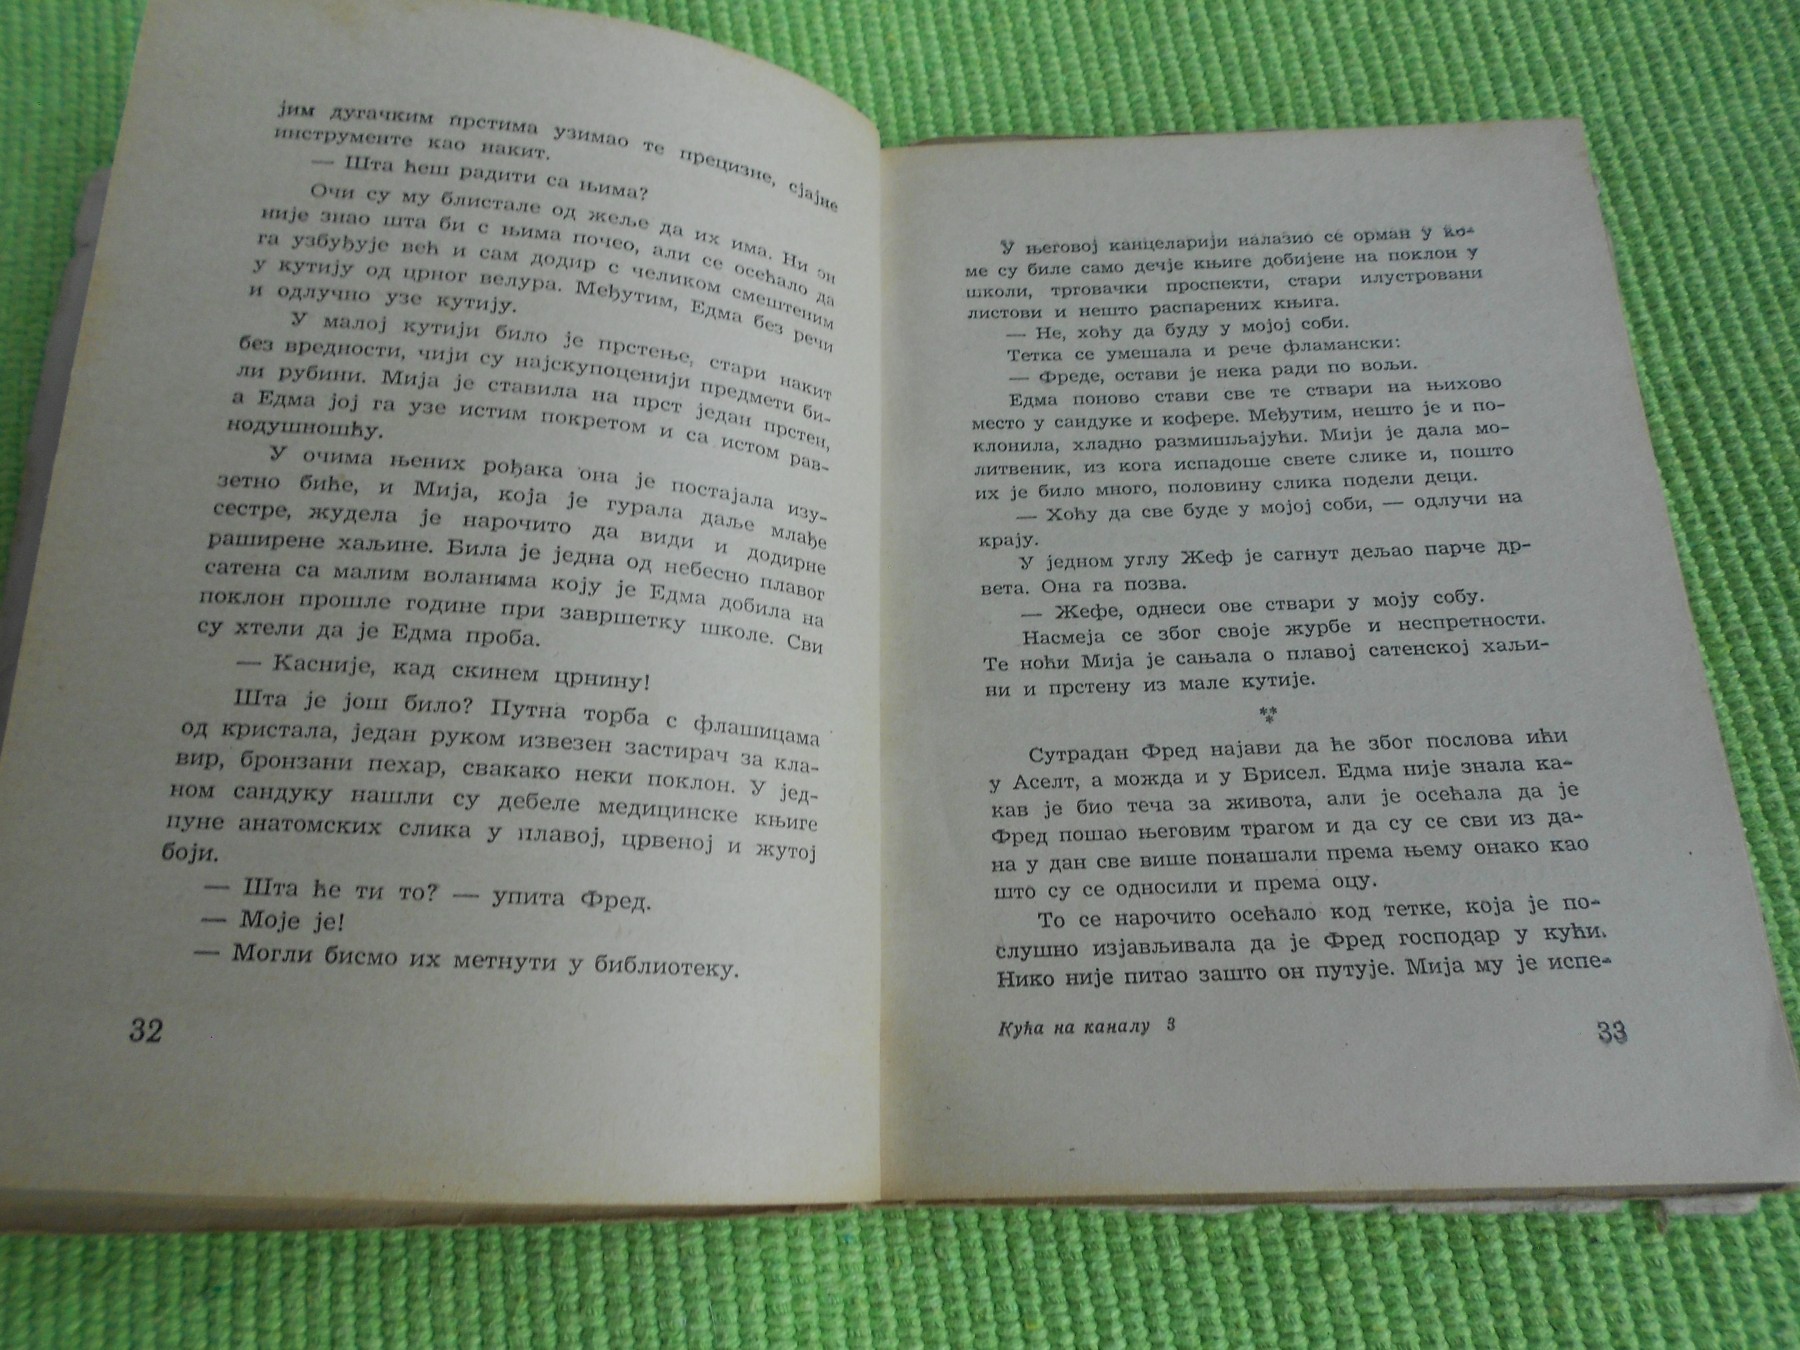 јим дугачким прстима узимао те прецизне, сјајне
инструменте као накит.
— Шта ћеш радити са њима?
Очи су му блистале од жеље да их има. Ни он
није знао шта би с њима почео, али се осећало да
га узбуђује већ и сам додир с челиком смештеним
у кутију од црног велура. Међутим, Едма без речи
и одлучно узе кутију.
У малој кутији било је прстење, стари накит
без вредности, чији су најскупоценији предмети би-
ли рубини. Мија је ставила на прст један прстен,
а Едма јој га узе истим покретом и са истом рав-
нодушношћу.
У очима њених рођака она је постајала изу-
зетно биће, и Мија, која је гурала даље млађе
сестре, жудела је нарочито да види и додирне
раширене хаљине. Била је једна од небесно плавог
сатена са малим воланима коју је Едма добила на
поклон прошле године при завршетку школе. Сви
су хтели да је Едма проба.
— Касније, кад скинем црнину!
Шта је још било? Путна торба с флашицама
од кристала, један руком извезен застирач за кла-
вир, бронзани пехар, свакако неки поклон. У јед-
ном сандуку нашли су дебеле медицинске књиге
пуне анатомских слика у плавој, црвеној и жутој
боји.
— Шта ће ти то? — упита Фред.
— Моје је!
— Могли бисмо их метнути у библиотеку.
32
У његовој канцеларији налазио се орман у ко-
ме су биле само дечје књиге добијене на поклон у
школи, трговачки проспекти, стари илустровани
листови и нешто распарених књига.
— Не, хоћу да буду у мојој соби.
Тетка се умешала и рече фламански:
— Фреде, остави је нека ради по вољи.
Едма поново стави све те ствари на њихово
место у сандуке и кофере. Међутим, нешто је и по-
клонила, хладно размишљајући. Мији је дала мо-
литвеник, из кога испадоше свете слике и, пошто
их је било много, половину слика подели деци.
— Хоћу да све буде у мојој соби, — одлучи на
крају.
У једном углу Жеф је сагнут дељао парче др-
вета. Она га позва.
— Жефе, однеси ове ствари у моју собу.
Насмеја се због своје журбе и неспретности.
Те ноћи Мија је сањала о плавој сатенској хаљи-
ни и прстену из мале кутије.
***
Сутрадан Фред најави да ће због послова ићи
у Аселт, а можда и у Брисел. Едма није знала ка-
кав је био теча за живота, али је осећала да је
Фред пошао његовим трагом и да су се сви из да-
на у дан све више понашали према њему онако као
што су се односили и према оцу.
То се нарочито осећало код тетке, која је по-
слушно изјављивала да је Фред господар у кући.
Нико није питао зашто он путује. Мија му је испе-
Кућа на каналу 3
33